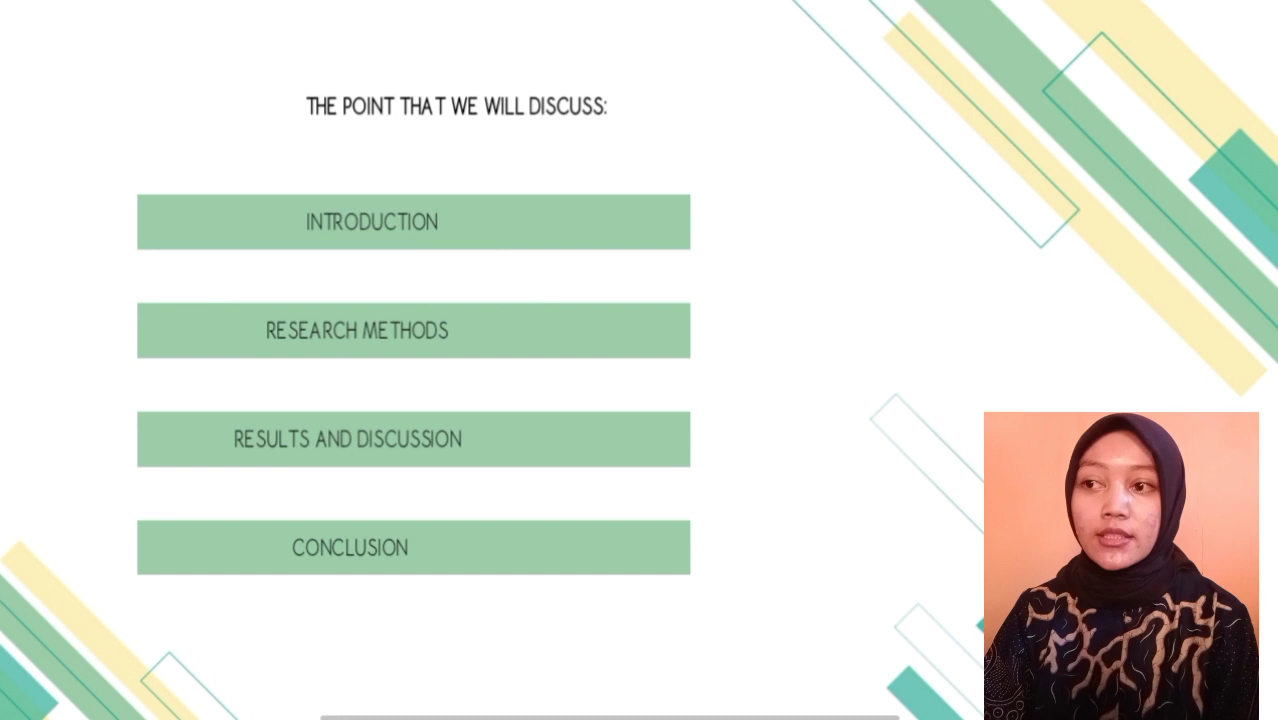 THE POINT THAT WE WILL DISCUSS:
INTRODUCTION
RESEARCH METHODS
RESULTS AND DISCUSSION
CONCLUSION